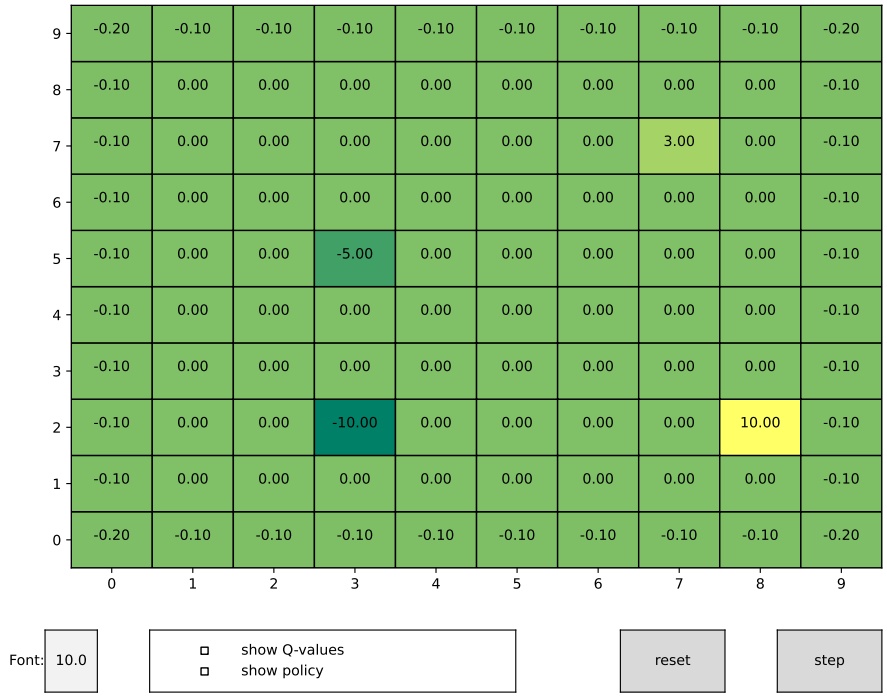 9 -0.20 -0.10 -0.10 -0.10 -0.10 -0.10 -0.10 -0.10 -0.10 -0.20
8 -0.10 0.00 0.00 0.00 0.00 0.00 0.00 0.00 0.00 -0.10
7 -0.10 0.00 0.00 0.00 0.00 0.00 0.00 3.00 0.00 -0.10
6 -0.10 0.00 0.00 0.00 0.00 0.00 0.00 0.00 0.00 -0.10
5 -0.10 0.00 0.00 -5.00 0.00 0.00 0.00 0.00 0.00 -0.10
4 -0.10 0.00 0.00 0.00 0.00 0.00 0.00 0.00 0.00 -0.10
3 -0.10 0.00 0.00 0.00 0.00 0.00 0.00 0.00 0.00 -0.10
2 -0.10 0.00 0.00 -10.00 0.00 0.00 0.00 0.00 10.00 -0.10
1 -0.10 0.00 0.00 0.00 0.00 0.00 0.00 0.00 0.00 -0.10
0 -0.20 -0.10 -0.10 -0.10 -0.10 -0.10 -0.10 -0.10 -0.10 -0.20
0 1 2 3 4 5 6 7 8 9
show Q-values
Font: 10.0 reset step
show policy